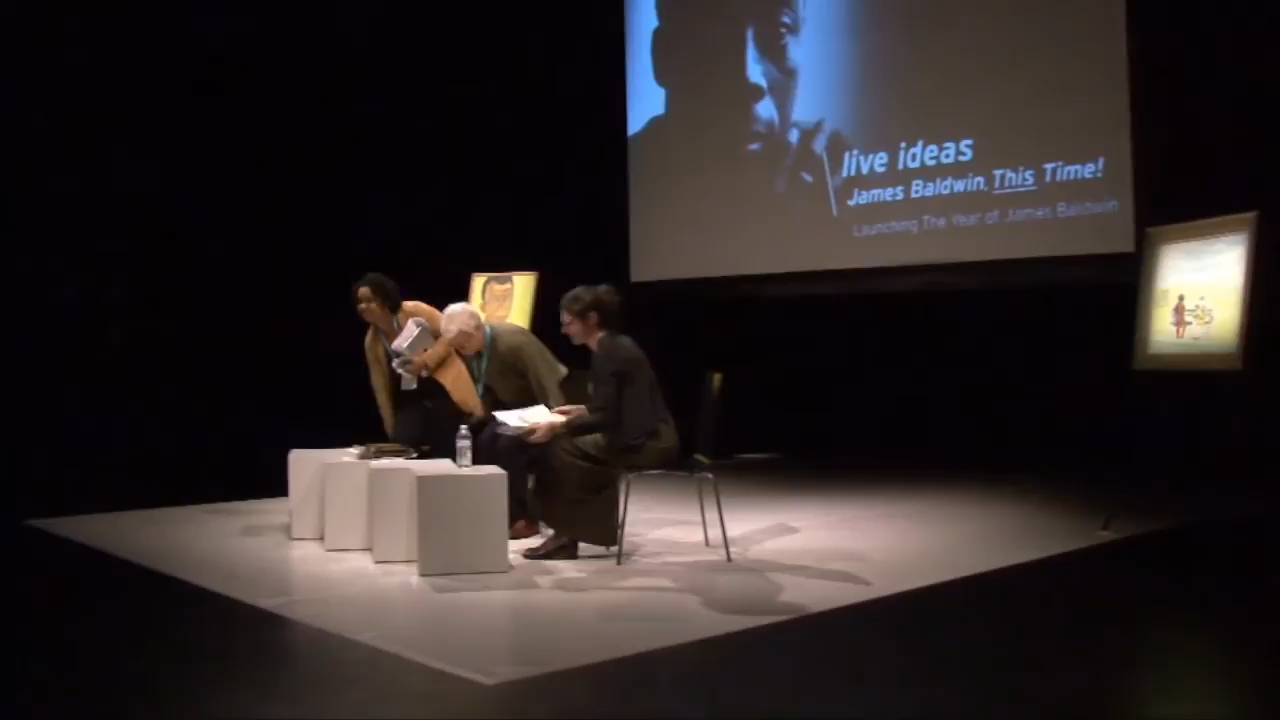 live ideas
James Baldwin, This Time!
Launching The Year of James Baldwin